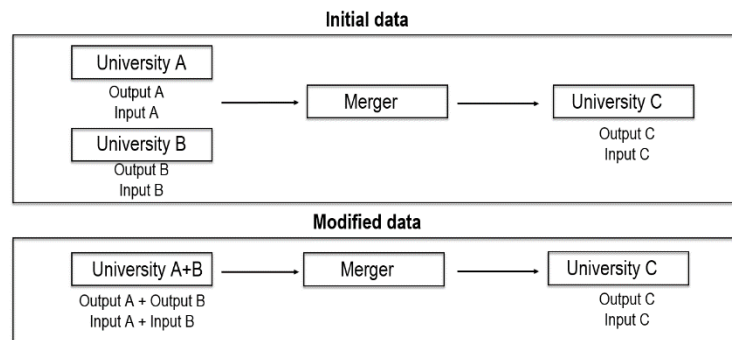 Initial data
University A
Output A
Input A
University B
Output B
Input B
Merger
University C
Output C
Input C
Modified data
University A+B
Output A + Output B
Input A + Input B
Merger
University C
Output C
Input C